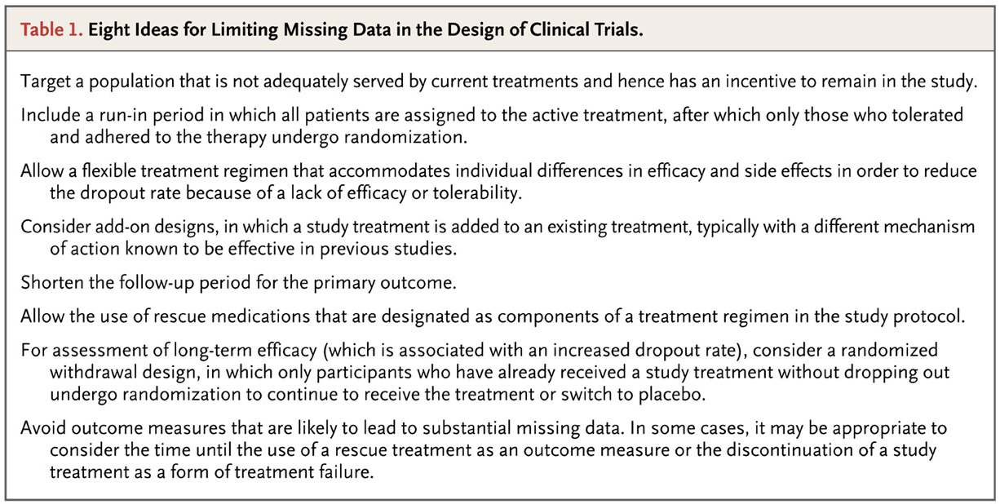 Table 1. Eight Ideas for Limiting Missing Data in the Design of Clinical Trials.
Target a population that is not adequately served by current treatments and hence has an incentive to remain in the study.
Include a run-in period in which all patients are assigned to the active treatment, after which only those who tolerated
and adhered to the therapy undergo randomization.
Allow a flexible treatment regimen that accommodates individual differences in efficacy and side effects in order to reduce
the dropout rate because of a lack of efficacy or tolerability.
Consider add-on designs, in which a study treatment is added to an existing treatment, typically with a different mechanism
of action known to be effective in previous studies.
Shorten the follow-up period for the primary outcome.
Allow the use of rescue medications that are designated as components of a treatment regimen in the study protocol.
For assessment of long-term efficacy (which is associated with an increased dropout rate), consider a randomized
withdrawal design, in which only participants who have already received a study treatment without dropping out
undergo randomization to continue to receive the treatment or switch to placebo.
Avoid outcome measures that are likely to lead to substantial missing data. In some cases, it may be appropriate to
consider the time until the use of a rescue treatment as an outcome measure or the discontinuation of a study
treatment as a form of treatment failure.